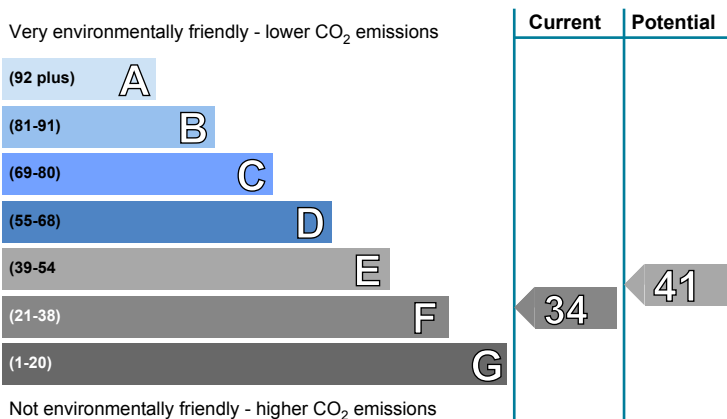 Current Potential
Very environmentally friendly - lower CO2 emissions
(92 plus) A
(81-91) B
(69-80) C
(55-68) D
(39-54 E
41
(21-38) F
34
(1-20) G
Not environmentally friendly - higher CO2 emissions